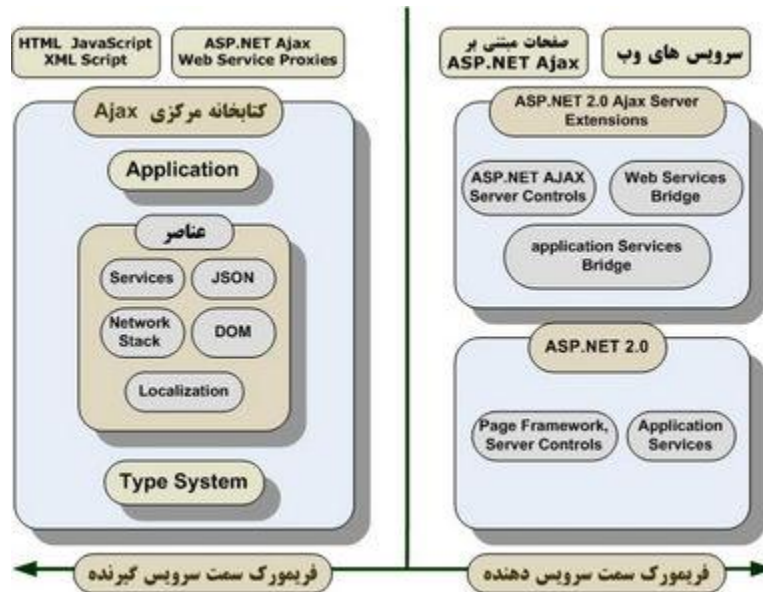 HTML JavaScript
XML Script
ASP.NET Ajax
Web Service Proxies
کتابخانه مرکزی Ajax
Application
عناصر
Services
JSON
Network
Stack
DOM
Localization
Type System
فریمورک سمت سرویس گیرنده
صفحات مبتنی بر
ASP.NET Ajax
سرویس های وب
ASP.NET 2.0 Ajax Server
Extensions
ASP.NET AJAX
Server Controls
Web Services
Bridge
application Services
Bridge
ASP.NET 2.0
Page Framework,
Server Controls
Application
Services
فریمورک سمت سرویس دهنده